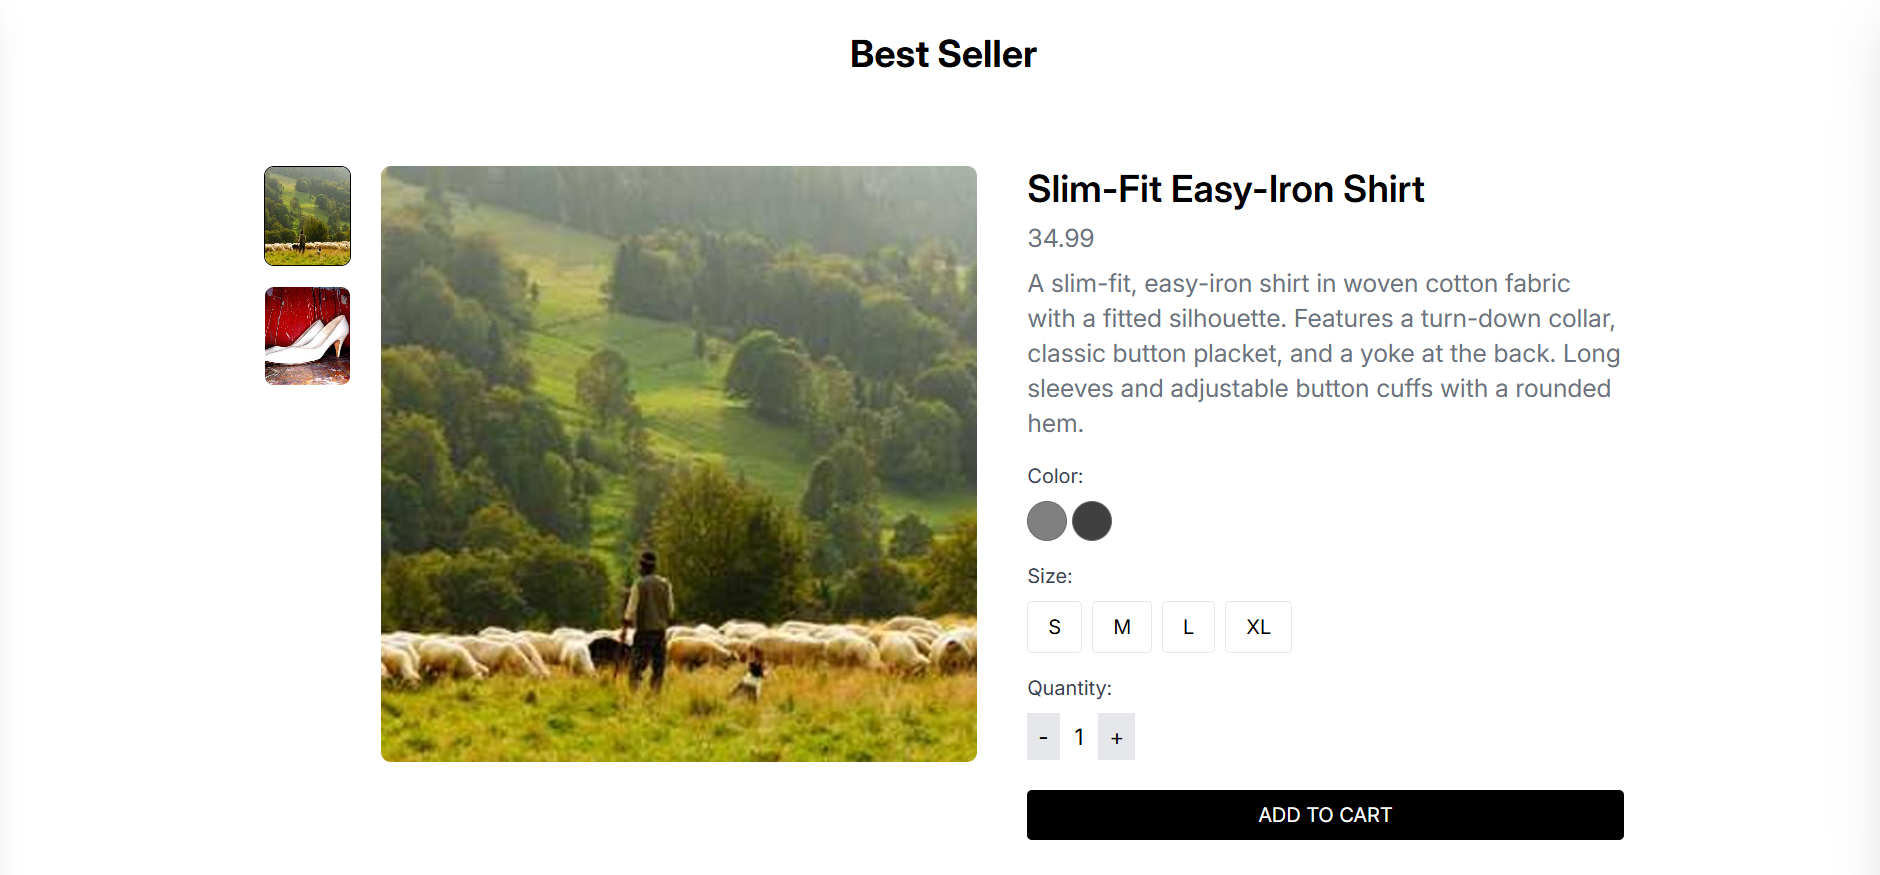 Best Seller
Slim-Fit Easy-Iron Shirt
34.99
A slim-fit, easy-iron shirt in woven cotton fabric
with a fitted silhouette. Features a turn-down collar,
classic button placket, and a yoke at the back. Long
sleeves and adjustable button cuffs with a rounded
hem.
Color:
Size:
S M L XL
Quantity:
- 1 +
ADD TO CART